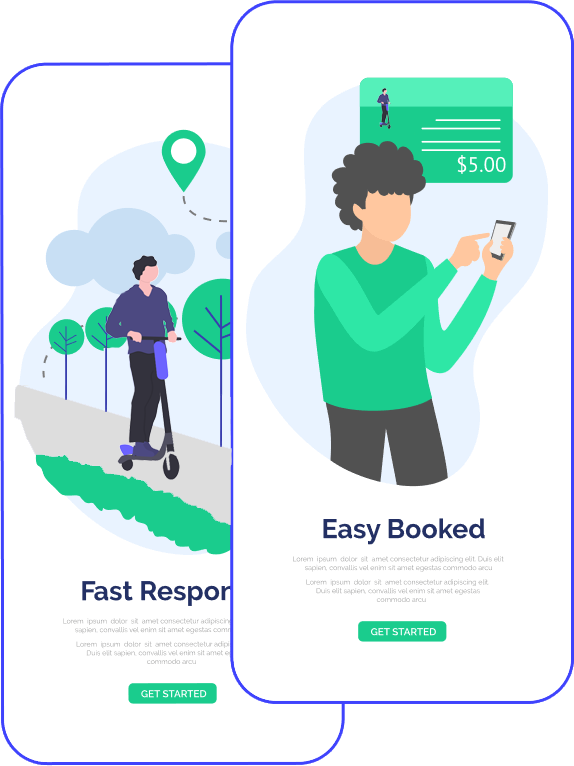 $5.00
Easy Booked
Lorem ipsum dolor sit amet consectetur adipiscing elit. Duis elit
sapien, convallis vel enim sit amet egestas commodo arcu
Lorem ipsum dolor sit amet consectetur adipiscing elit
Duis elit sapien, convallis vel enim sit amet egestas
commodo arcu
GET STARTED
Fast Respon
Lorem ipsum dolor sit amet consectetur adipiscing
sapien, convallis vel enim sit amet egestas comm
Lorem ipsum dolor sit amet consectetur adipi
Duis elit sapien, convallis vel enim sit amet e
commodo arcu
GET STARTED